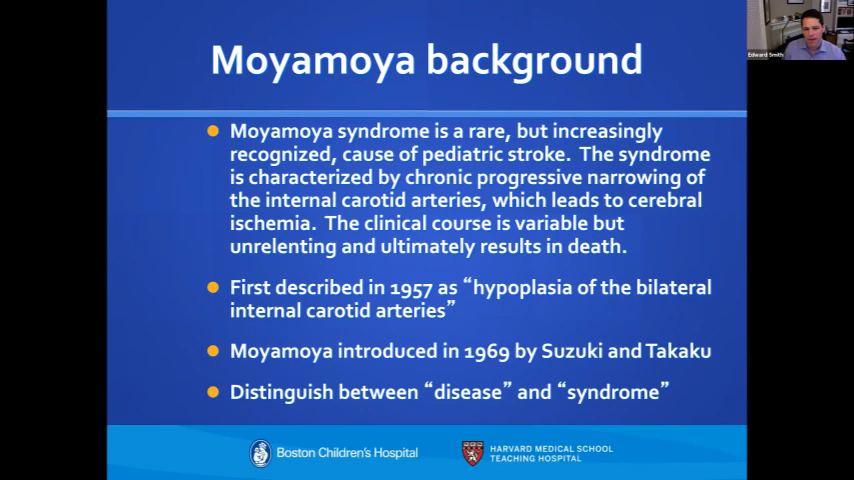 Moyamoya background
Edward Smith
Moyamoya syndrome is a rare, but increasingly
recognized, cause of pediatric stroke.  The syndrome
is characterized by chronic progressive narrowing of
the internal carotid arteries, which leads to cerebral
ischemia.  The clinical course is variable but
unrelenting and ultimately results in death.
First described in 1957 as “hypoplasia of the bilateral
internal carotid arteries”
Moyamoya introduced in 1969 by Suzuki and Takaku
Distinguish between “disease” and “syndrome”
Boston Children's Hospital
HARVARD MEDICAL SCHOOL
TEACHING HOSPITAL